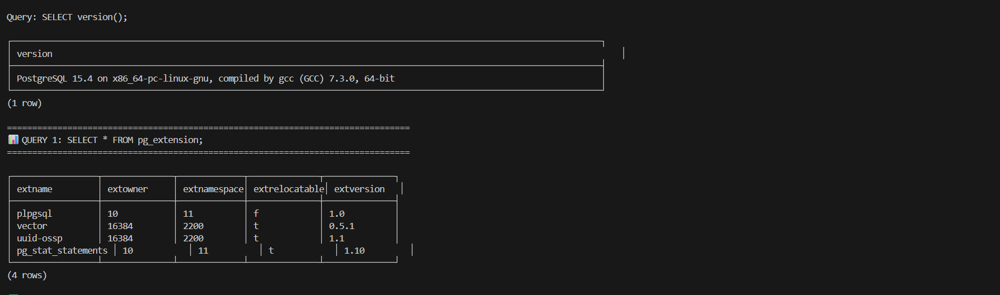 Query: SELECT version();
version
PostgreSQL 15.4 on x86_64-pc-linux-gnu, compiled by gcc (GCC) 7.3.0, 64-bit
(1 row)
================================================================================
📊 QUERY 1: SELECT * FROM pg_extension;
================================================================================
extname │ extowner │ extnamespace│ extrelocatable│ extversion │
plpgsql │ 10 │ 11 │ f │ 1.0 │
vector │ 16384 │ 2200 │ t │ 0.5.1 │
uuid-ossp │ 16384 │ 2200 │ t │ 1.1 │
pg_stat_statements │ 10 │ 11 │ t │ 1.10 │
(4 rows)